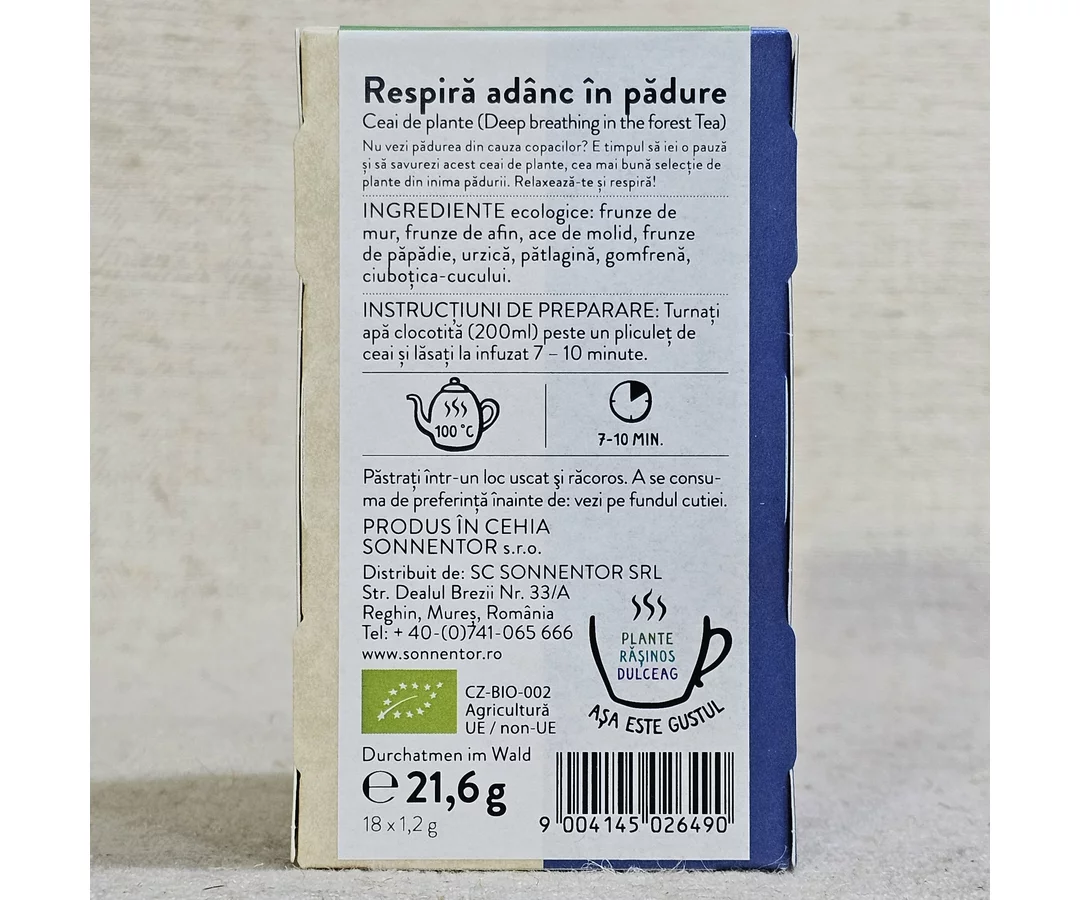 Respiră adânc în pădure
Ceai de plante (Deep breathing in the forest Tea)
Nu vezi pădurea din cauza copacilor? E timpul să iei o pauză
și să savurezi acest ceai de plante, cea mai bună selecție de
plante din inima pădurii. Relaxează-te și respiră!
INGREDIENTE ecologice: frunze de
mur, frunze de afin, ace de molid, frunze
de păpădie, urzică, pătlagină, gomfrenă,
ciuboțica-cucului.
INSTRUCȚIUNI DE PREPARARE: Turnați
apă clocotită (200ml) peste un pliculeț de
ceai și lăsați la infuzat 7 – 10 minute.
100 °C
7-10 MIN.
Păstrați într-un loc uscat şi răcoros. A se consu-
ma de preferință înainte de: vezi pe fundul cutiei.
PRODUS ÎN CEHIA
SONNENTOR s.r.o.
Distribuit de: SC SONNENTOR SRL
Str. Dealul Brezii Nr. 33/A
Reghin, Mureș, România
Tel: + 40-(0)741-065 666
www.sonnentor.ro
PLANTE
RĂȘINOS
DULCEAG
AȘA ESTE GUSTUL
CZ-BIO-002
Agricultură
UE / non-UE
Durchatmen im Wald
℮ 21,6 g
18 x 1,2 g
9 004145 026490